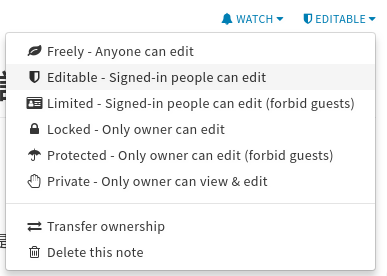 WATCH EDITABLE
Freely - Anyone can edit
Editable - Signed-in people can edit
Limited - Signed-in people can edit (forbid guests)
Locked - Only owner can edit
Protected - Only owner can edit (forbid guests)
Private - Only owner can view & edit
Transfer ownership
Delete this note